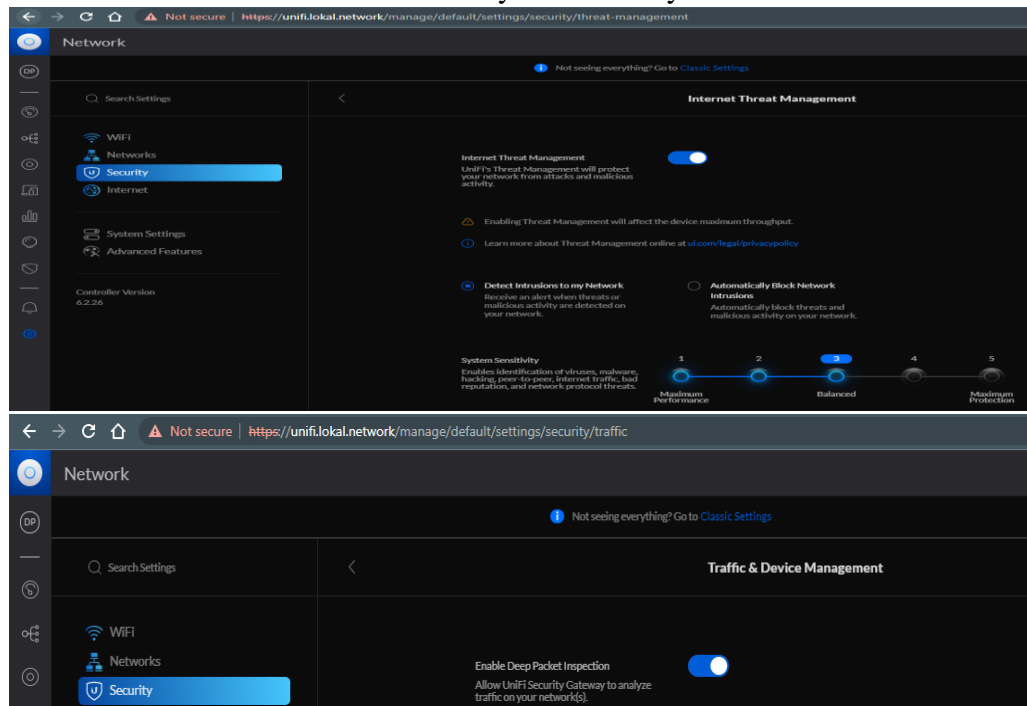 Not secure | https://unifi.lokal.network/manage/default/settings/security/threat-management
Network
DP
Not seeing everything? Go to Classic Settings
Search Settings
Internet Threat Management
WiFi
Networks
Security
Internet
System Settings
Advanced Features
Controller Version
6.2.26
Internet Threat Management
UniFi's Threat Management will protect
your network from attacks and malicious
activity.
Enabling Threat Management will affect the device maximum throughput.
Learn more about Threat Management online at ui.com/legal/privacypolicy
Detect Intrusions to my Network
Receive an alert when threats or
malicious activity are detected on
your network.
Automatically Block Network
Intrusions
Automatically block threats and
malicious activity on your network.
System Sensitivity
Enables identification of viruses, malware,
hacking, peer-to-peer, internet traffic, bad
reputation, and network protocol threats.
1 2 3 4 5
Maximum
Performance
Balanced
Maximum
Protection
Not secure | https://unifi.lokal.network/manage/default/settings/security/traffic
Network
DP
Not seeing everything? Go to Classic Settings
Search Settings
Traffic & Device Management
WiFi
Networks
Security
Enable Deep Packet Inspection
Allow UniFi Security Gateway to analyze
traffic on your network(s).